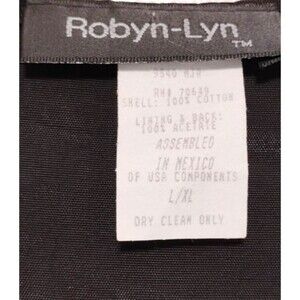 Robyn-Lyn™
RN# 70639
SHELL: 100% COTTON
LINING & BACK:
100% ACETATE
ASSEMBLED
IN MEXICO
OF USA COMPONENTS
L/XL
DRY CLEAN ONLY